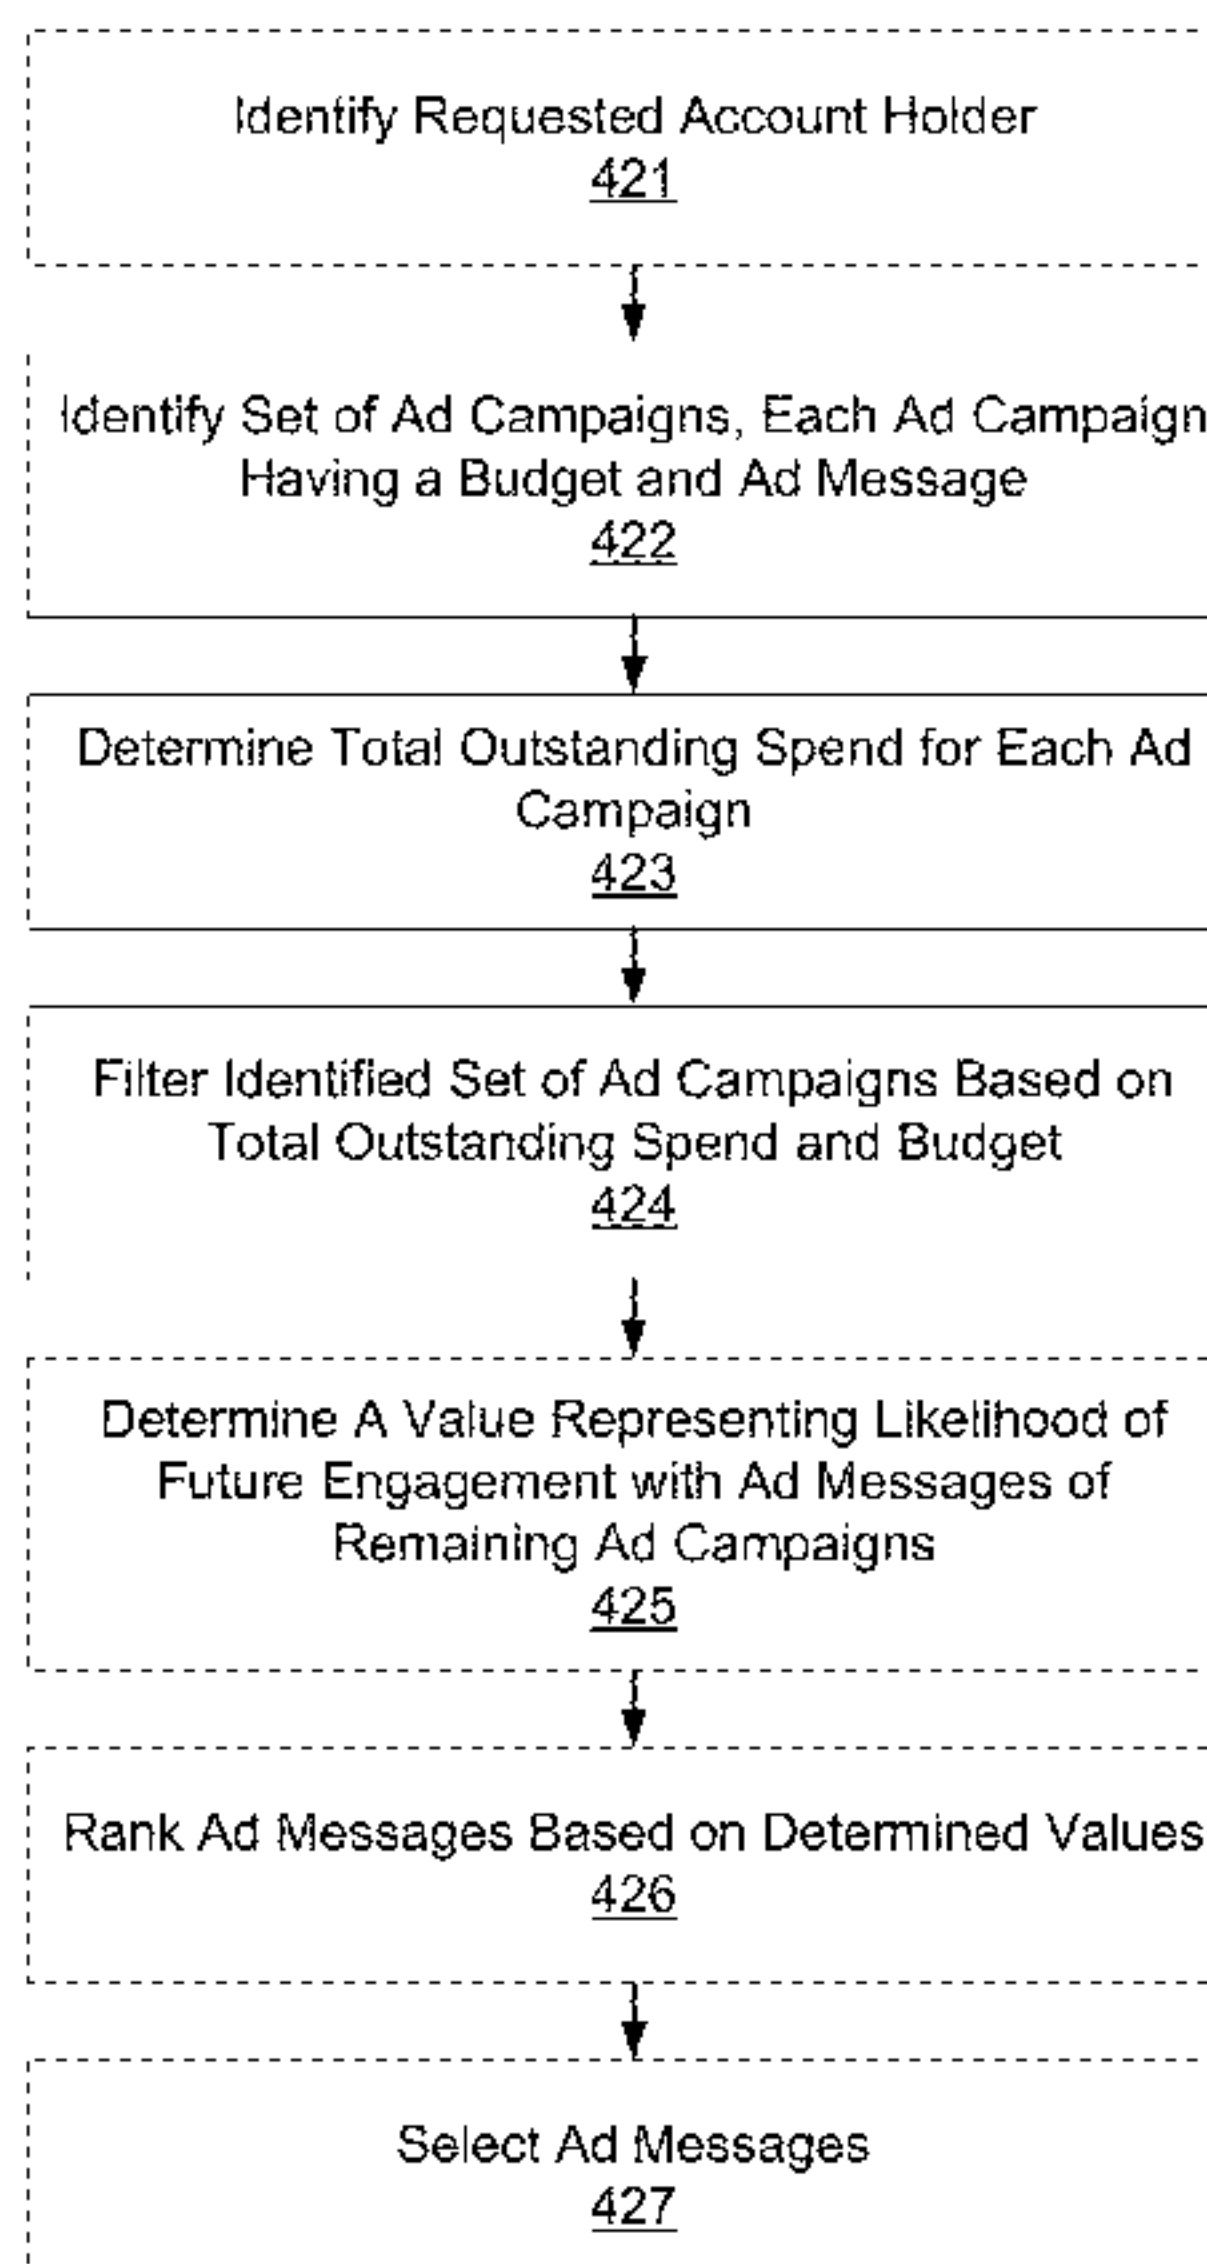 Identify Requested Account Holder
421
Identify Set of Ad Campaigns, Each Ad Campaign
Having a Budget and Ad Message
422
Determine Total Outstanding Spend for Each Ad
Campaign
423
Filter Identified Set of Ad Campaigns Based on
Total Outstanding Spend and Budget
424
Determine A Value Representing Likelihood of
Future Engagement with Ad Messages of
Remaining Ad Campaigns
425
Rank Ad Messages Based on Determined Values
426
Select Ad Messages
427